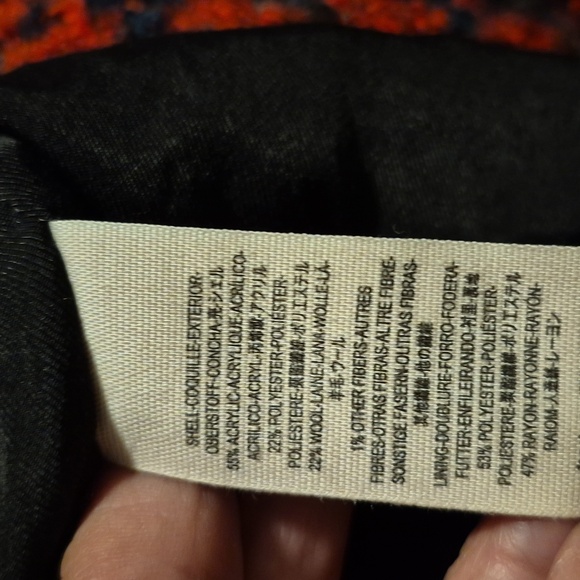 SHELL-COQUILLE-EXTERIOR-
OBERSTOFF-CONCHA-壳シェル
55% ACRYLIC-ACRYLIQUE-ACRILICO-
ACRILICO-ACRYL-丙烯腈-アクリル
22% POLYESTER-POLYESTER-
POLIESTERE-聚酯纖維-ポリエステル
22% WOOL-LAINE-LANA-WOLLE-LÃ-
羊毛-ウール
1% OTHER FIBERS-AUTRES
FIBRES-OTRAS FIBRAS-ALTRE FIBRE-
SONSTIGE FASERN-OUTRAS FIBRAS-
其他纖維-他の繊維
LINING-DOUBLURE-FORRO-FODERA-
FUTTER-ENFILEIRANDO-衬里-裏地
53% POLYESTER-POLYESTER-
POLIESTERE-聚酯纖維-ポリエステル
47% RAYON-RAYONNE-RAYON-
RAIOM-人造絲-レーヨン